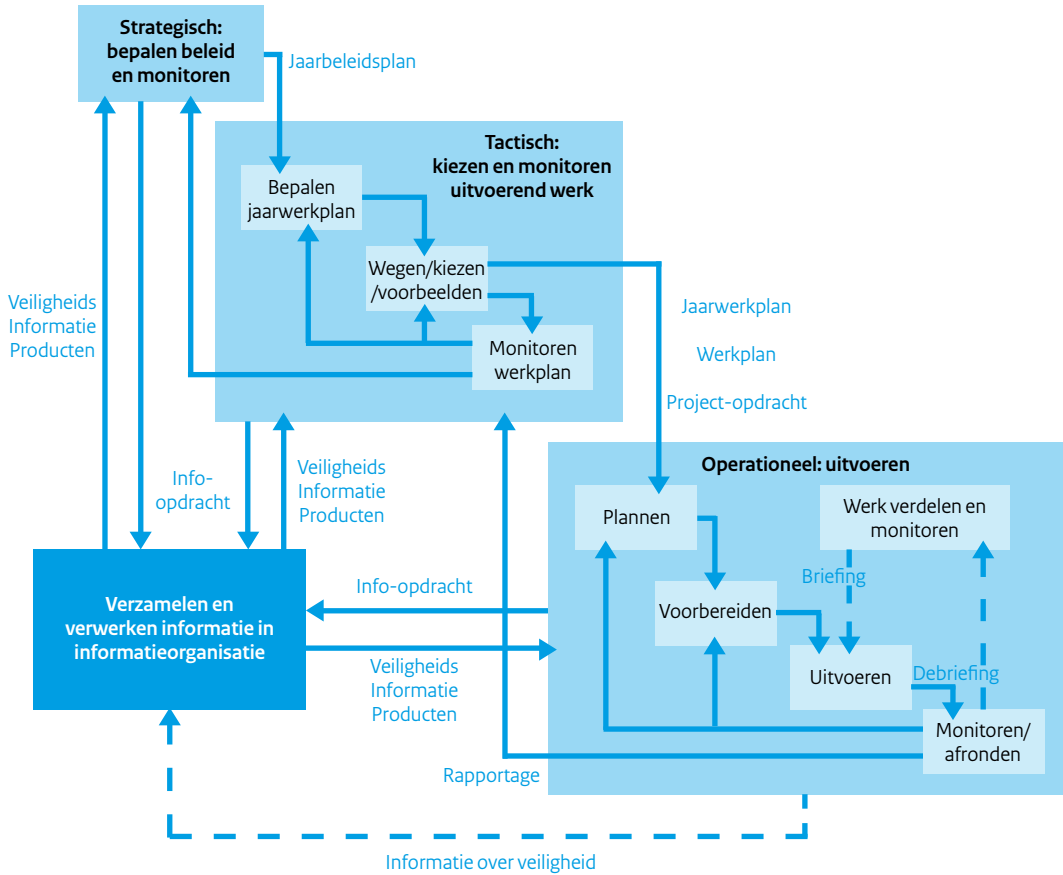 Strategisch:
bepalen beleid
en monitoren
Jaarbeleidsplan
Tactisch:
kiezen en monitoren
uitvoerend werk
Bepalen
jaarwerkplan
Wegen/kiezen
/voorbeelden
Monitoren
werkplan
Veiligheids
Informatie
Producten
Jaarwerkplan
Werkplan
Project-opdracht
Info-
opdracht
Veiligheids
Informatie
Producten
Operationeel: uitvoeren
Plannen
Werk verdelen en
monitoren
Briefing
Voorbereiden
Uitvoeren
Debriefing
Monitoren/
afronden
Verzamelen en
verwerken informatie in
informatieorganisatie
Info-opdracht
Veiligheids
Informatie
Producten
Rapportage
Informatie over veiligheid